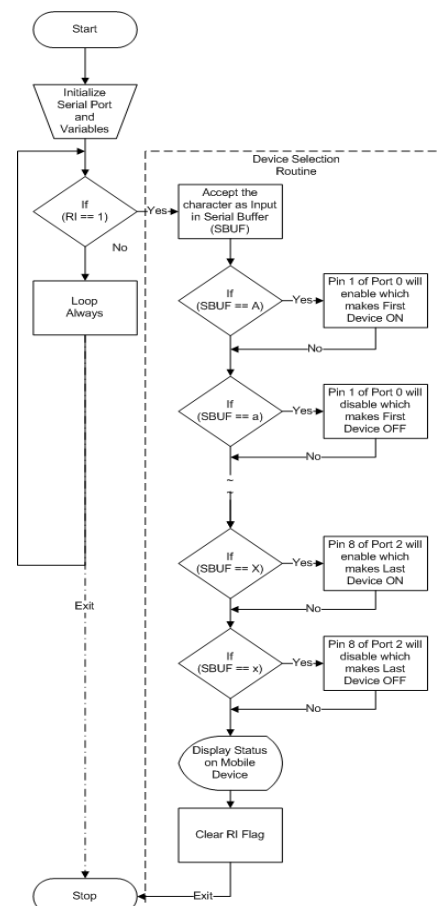 Start
Initialize
Serial Port
and
Variables
Device Selection
Routine
If
(RI == 1)
Yes
No
Accept the
character as Input
in Serial Buffer
(SBUF)
Loop
Always
If
(SBUF == A)
Yes
Pin 1 of Port 0 will
enable which
makes First
Device ON
No
If
(SBUF == a)
Yes
Pin 1 of Port 0 will
disable which
makes First
Device OFF
No
~
~
If
(SBUF == X)
Yes
Pin 8 of Port 2 will
enable which
makes Last
Device ON
No
Exit
If
(SBUF == x)
Yes
Pin 8 of Port 2 will
disable which
makes Last
Device OFF
No
Display Status
on Mobile
Device
Clear RI Flag
Exit
Stop